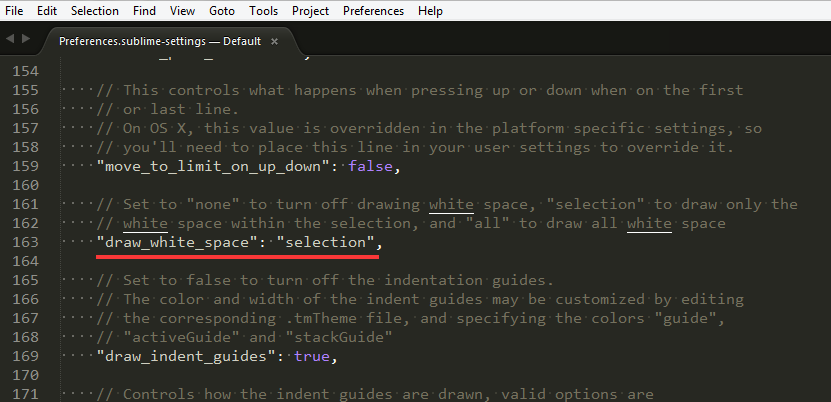 File Edit Selection Find View Goto Tools Project Preferences Help
Preferences.sublime-settings — Default ×
154
155 // This controls what happens when pressing up or down when on the first
156 // or last line.
157 // On OS X, this value is overridden in the platform specific settings, so
158 // you'll need to place this line in your user settings to override it.
159 "move_to_limit_on_up_down": false,
160
161 // Set to "none" to turn off drawing white space, "selection" to draw only the
162 // white space within the selection, and "all" to draw all white space
163 "draw_white_space": "selection",
164
165 // Set to false to turn off the indentation guides.
166 // The color and width of the indent guides may be customized by editing
167 // the corresponding .tmTheme file, and specifying the colors "guide",
168 // "activeGuide" and "stackGuide"
169 "draw_indent_guides": true,
170
171 // Controls how the indent guides are drawn, valid options are